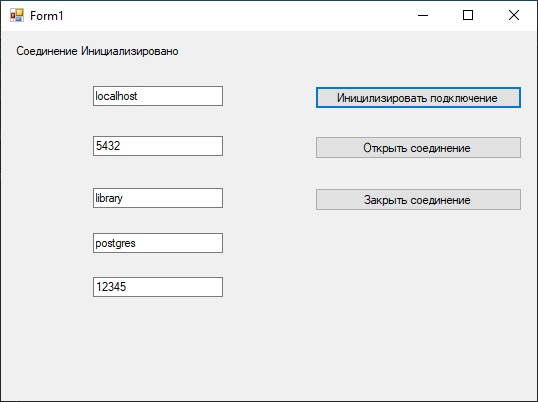 Form1
Соединение Инициализировано
localhost
Иницилизировать подключение
5432
Открыть соединение
library
Закрыть соединение
postgres
12345